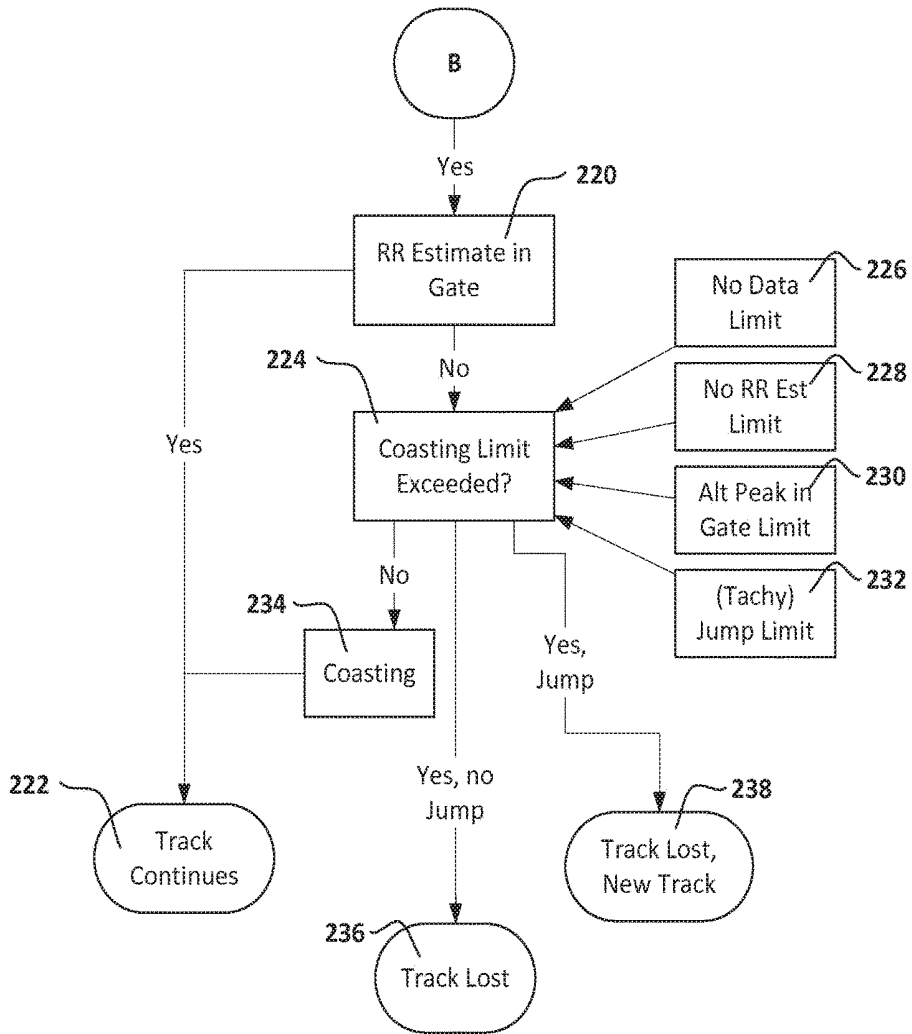 B
Yes
220
RR Estimate in
Gate
226
No Data
Limit
224
No
228
No RR Est
Limit
Yes
Coasting Limit
Exceeded?
230
Alt Peak in
Gate Limit
232
(Tachy)
Jump Limit
No
234
Coasting
Yes,
Jump
222
Track
Continues
Yes, no
Jump
238
Track Lost,
New Track
236
Track Lost